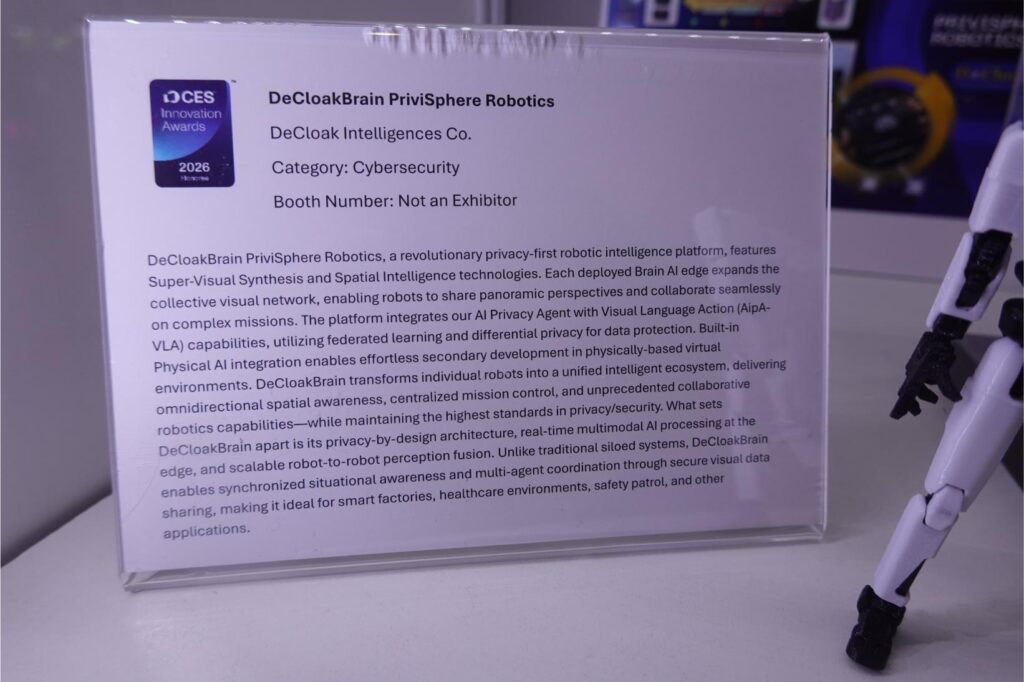 CES
Innovation
Awards
2026
Honoree
DeCloakBrain PriviSphere Robotics
DeCloak Intelligences Co.
Category: Cybersecurity
Booth Number: Not an Exhibitor
DeCloakBrain PriviSphere Robotics, a revolutionary privacy-first robotic intelligence platform, features
Super-Visual Synthesis and Spatial Intelligence technologies. Each deployed Brain AI edge expands the
collective visual network, enabling robots to share panoramic perspectives and collaborate seamlessly
on complex missions. The platform integrates our AI Privacy Agent with Visual Language Action (AipA-
VLA) capabilities, utilizing federated learning and differential privacy for data protection. Built-in
Physical AI integration enables effortless secondary development in physically-based virtual
environments. DeCloakBrain transforms individual robots into a unified intelligent ecosystem, delivering
omnidirectional spatial awareness, centralized mission control, and unprecedented collaborative
robotics capabilities—while maintaining the highest standards in privacy/security. What sets
DeCloakBrain apart is its privacy-by-design architecture, real-time multimodal AI processing at the
edge, and scalable robot-to-robot perception fusion. Unlike traditional siloed systems, DeCloakBrain
enables synchronized situational awareness and multi-agent coordination through secure visual data
sharing, making it ideal for smart factories, healthcare environments, safety patrol, and other
applications.
ROBOTICS